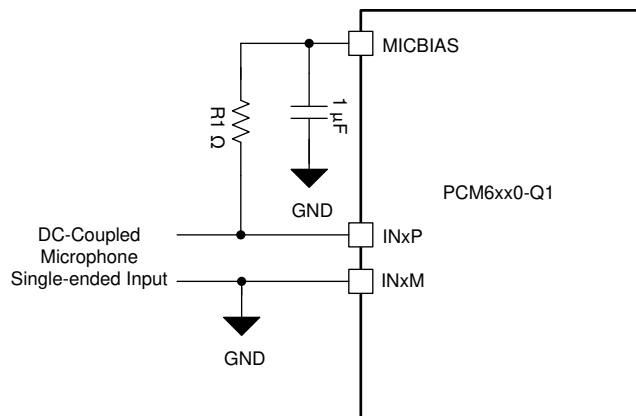 MICBIAS
R1 Ω
1 µF
GND
PCM6xx0-Q1
DC-Coupled
Microphone
Single-ended Input
INxP
INxM
GND